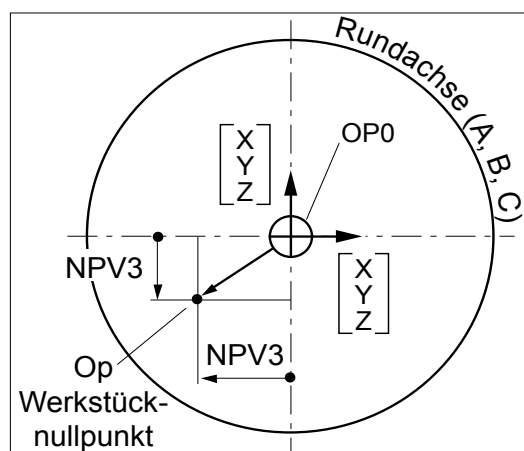 Rundachse (A, B, C)
OP0
X
Y
Z
X
Y
Z
NPV3
NPV3
Op
Werkstück-
nullpunkt